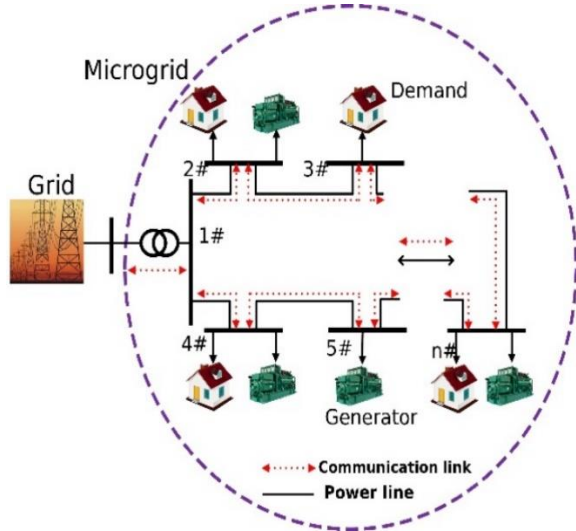 Microgrid
Demand
2#
3#
Grid
1#
4#
5#
n#
Generator
Communication link
Power line